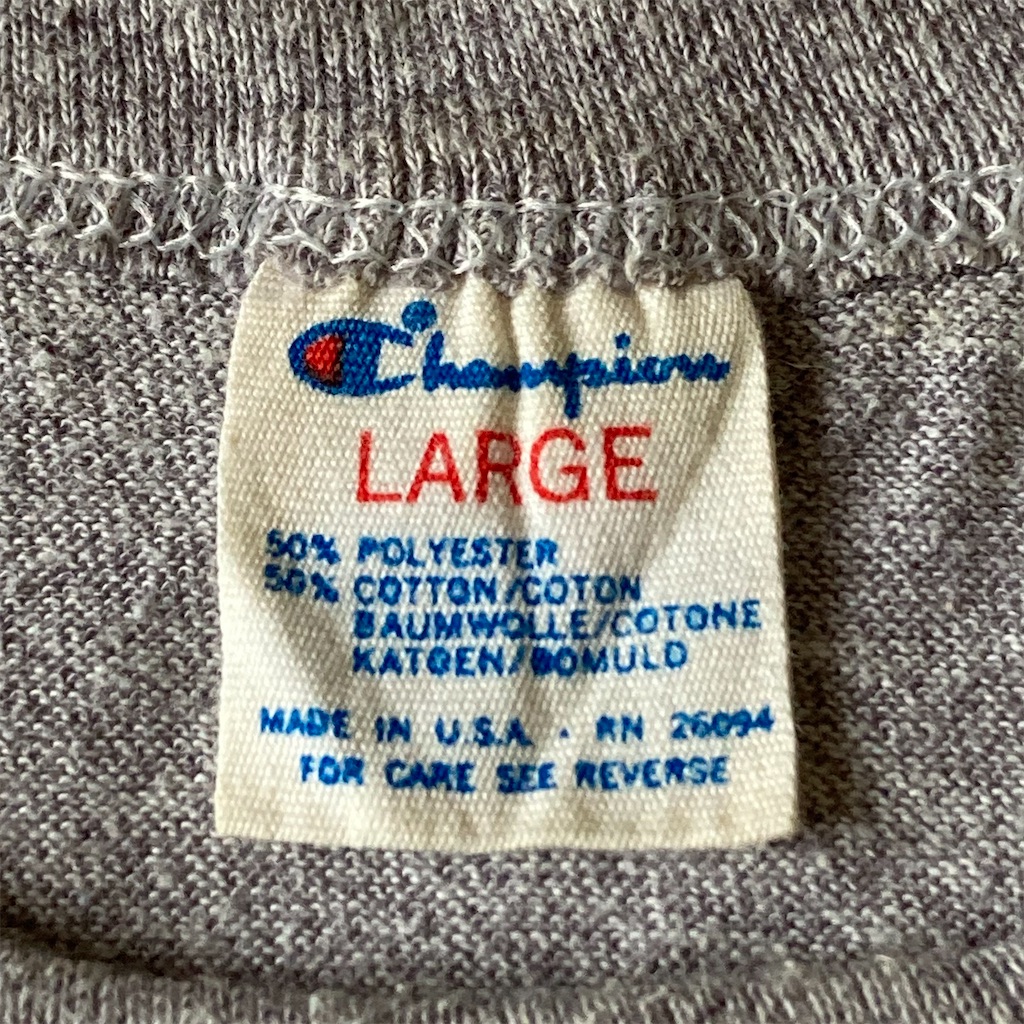 Champion
LARGE
50% POLYESTER
50% COTTON/COTON
BAUMWOLLE/COTONE
KATOEN/BOMULD
MADE IN U.S.A. · RN 26094
FOR CARE SEE REVERSE